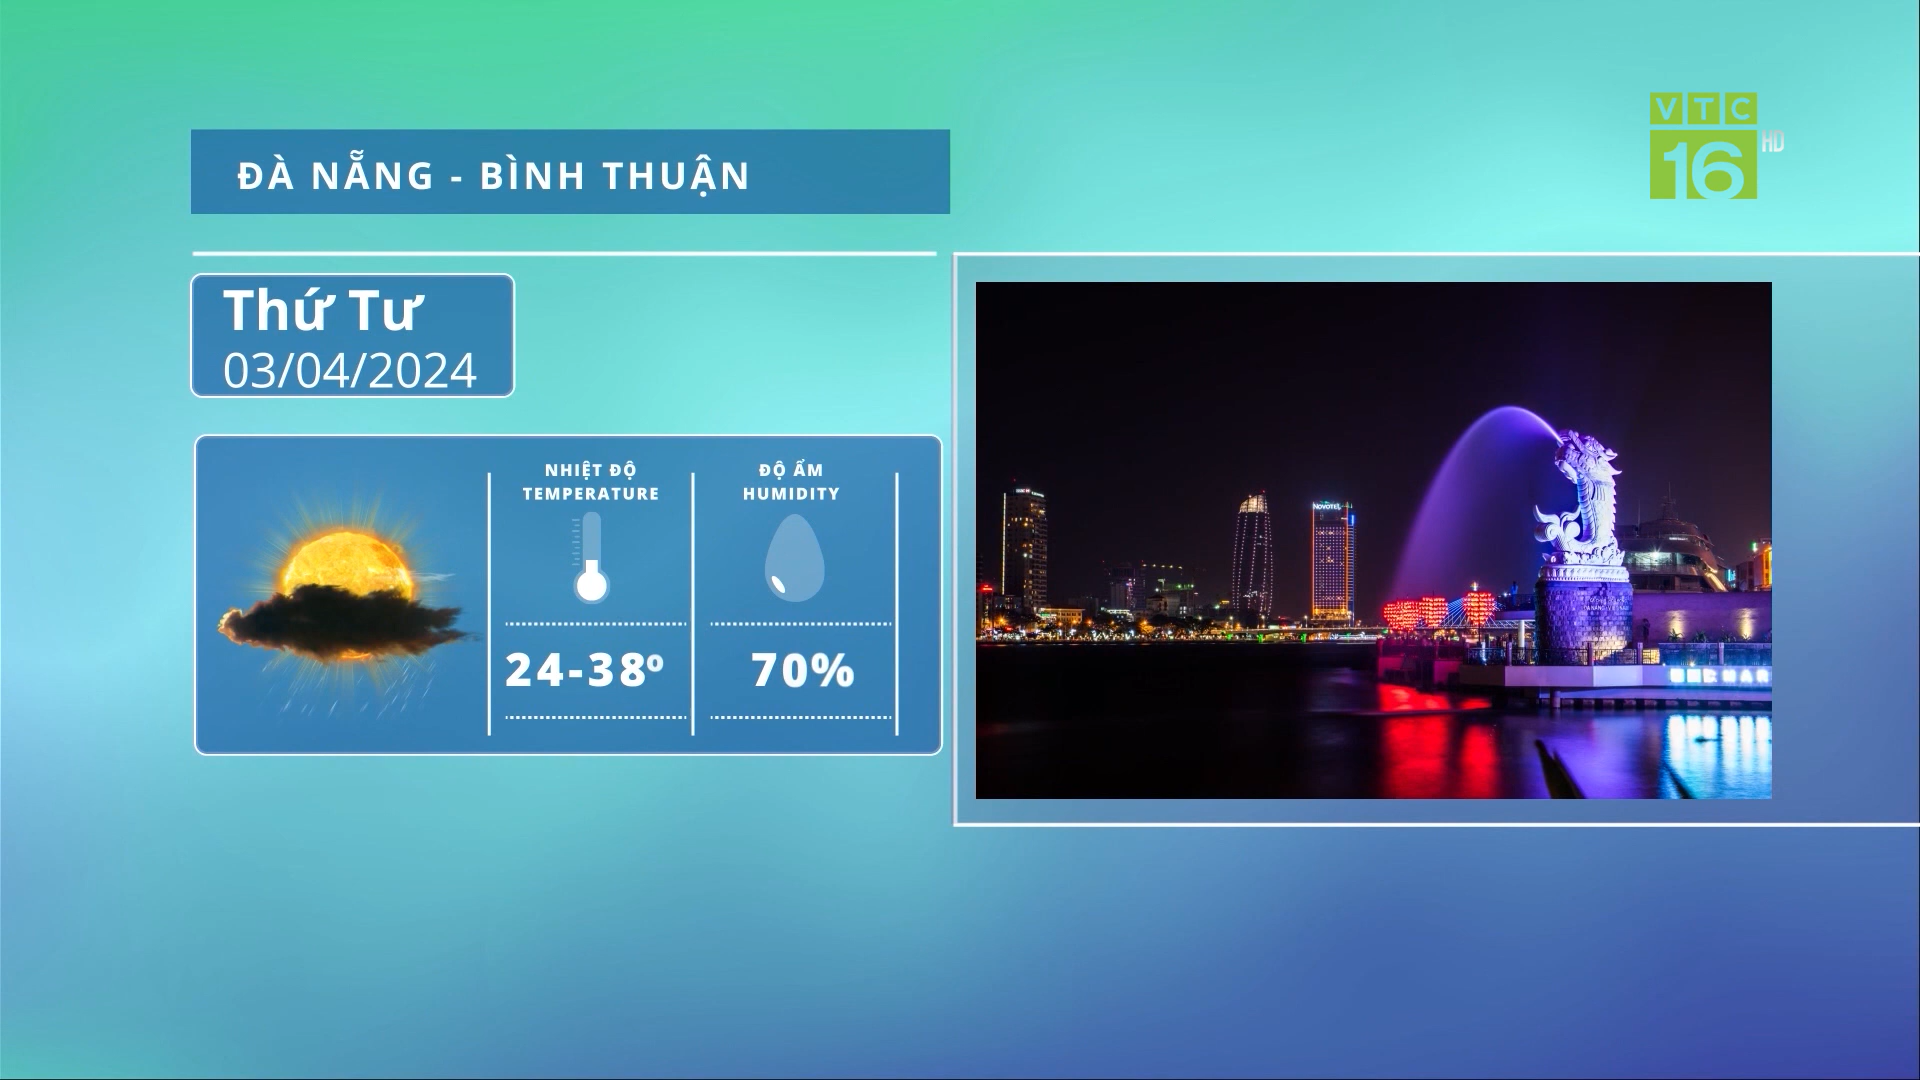 VTC
16 HD
ĐÀ NẴNG - BÌNH THUẬN
Thứ Tư
03/04/2024
NHIỆT ĐỘ
TEMPERATURE
24-38º
ĐỘ ẨM
HUMIDITY
70%
NOVOTEL